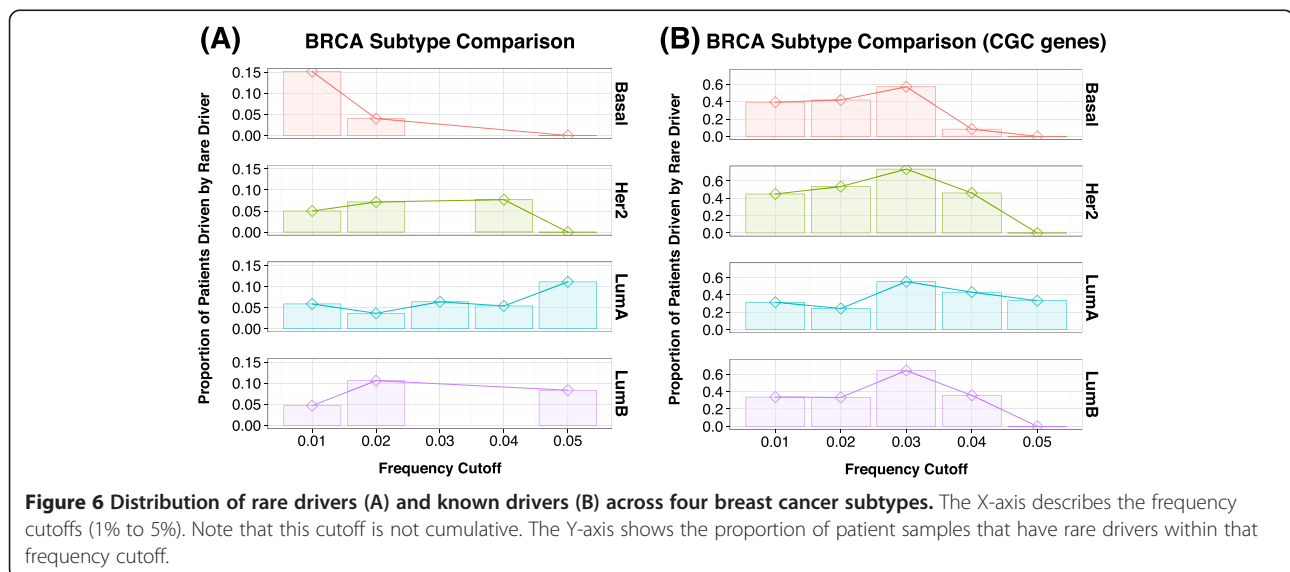 (A) BRCA Subtype Comparison
Proportion of Patients Driven by Rare Driver
0.15
0.10
0.05
0.00
Basal
0.15
0.10
0.05
0.00
Her2
0.15
0.10
0.05
0.00
LumA
0.15
0.10
0.05
0.00
LumB
0.01 0.02 0.03 0.04 0.05
Frequency Cutoff
(B) BRCA Subtype Comparison (CGC genes)
Proportion of Patients Driven by Rare Driver
0.6
0.4
0.2
0.0
Basal
0.6
0.4
0.2
0.0
Her2
0.6
0.4
0.2
0.0
LumA
0.6
0.4
0.2
0.0
LumB
0.01 0.02 0.03 0.04 0.05
Frequency Cutoff
Figure 6 Distribution of rare drivers (A) and known drivers (B) across four breast cancer subtypes. The X-axis describes the frequency
cutoffs (1% to 5%). Note that this cutoff is not cumulative. The Y-axis shows the proportion of patient samples that have rare drivers within that
frequency cutoff.